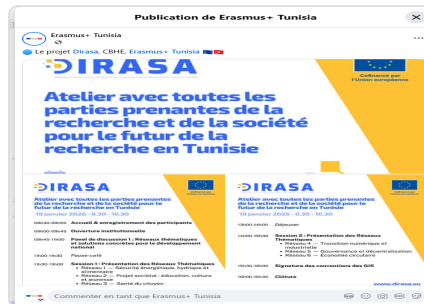 Publication de Erasmus+ Tunisia
Erasmus+ Tunisia
Le projet Dirasa, CBHE, Erasmus+ Tunisia
DIRASA
Cofinancé par
l'Union européenne
Atelier avec toutes les
parties prenantes de la
recherche et de la société
pour le futur de la
recherche en Tunisie
DIRASA
Atelier avec toutes les parties prenantes
de la recherche et de la société pour le
futur de la recherche en Tunisie
19 janvier 2026 - 8.30 - 16.30
Accueil & enregistrement des participants
Ouverture institutionnelle
Panel de discussion 1 : Réseaux thématiques
et solutions concrètes pour le développement
national
Pause-café
Session 1 : Présentation des Réseaux Thématiques
• Réseau 1 — Sécurité énergétique, hydrique et
alimentaire
• Réseau 2 — Projet sociétal : éducation, culture
et jeunesse
• Réseau 3 — Santé du citoyen
DIRASA
Atelier avec toutes les parties prenantes
de la recherche et de la société pour le
futur de la recherche en Tunisie
19 janvier 2026 - 8.30 - 16.30
Déjeuner
Session 2 : Présentation des Réseaux
Thématiques
• Réseau 4 — Transition numérique et
industrielle
• Réseau 5 — Gouvernance et décentralisation
• Réseau 6 — Économie circulaire
Signature des conventions des GIS
Clôture
www.dirasa.eu
Commenter en tant que Erasmus+ Tunisia